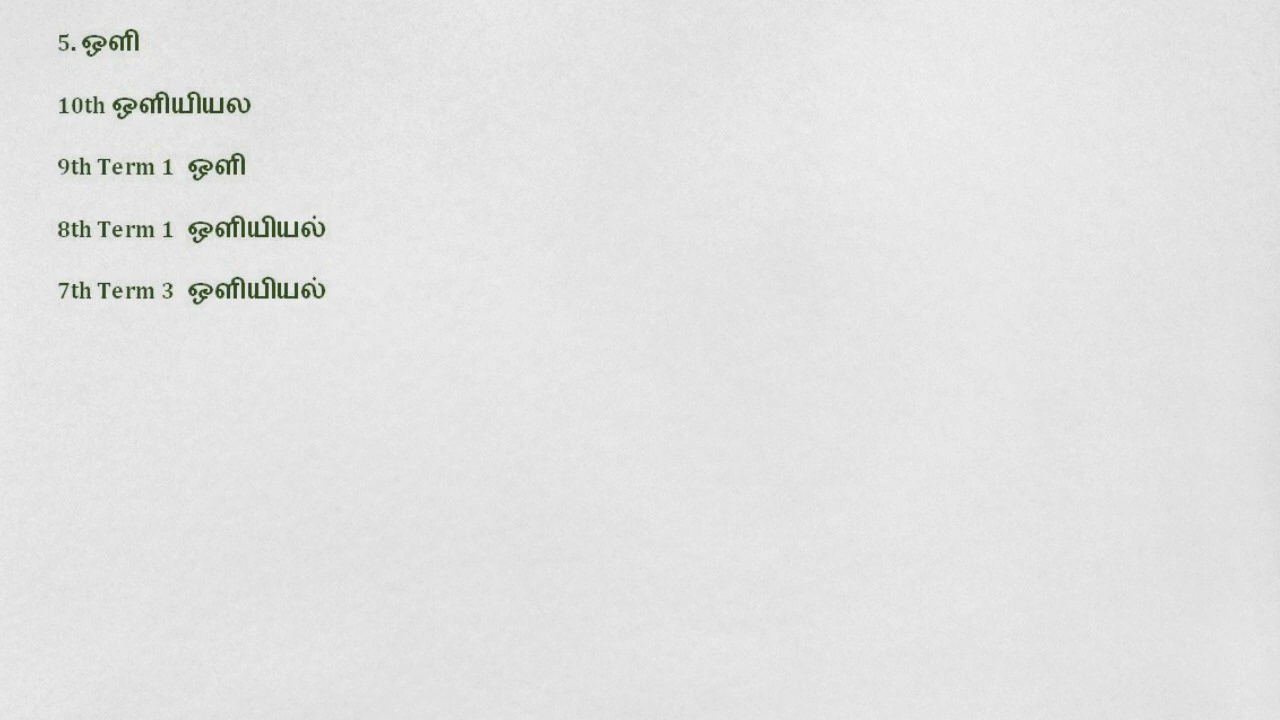 5. ஒளி
10th ஒளியியல
9th Term 1 ஒளி
8th Term 1 ஒளியியல்
7th Term 3 ஒளியியல்